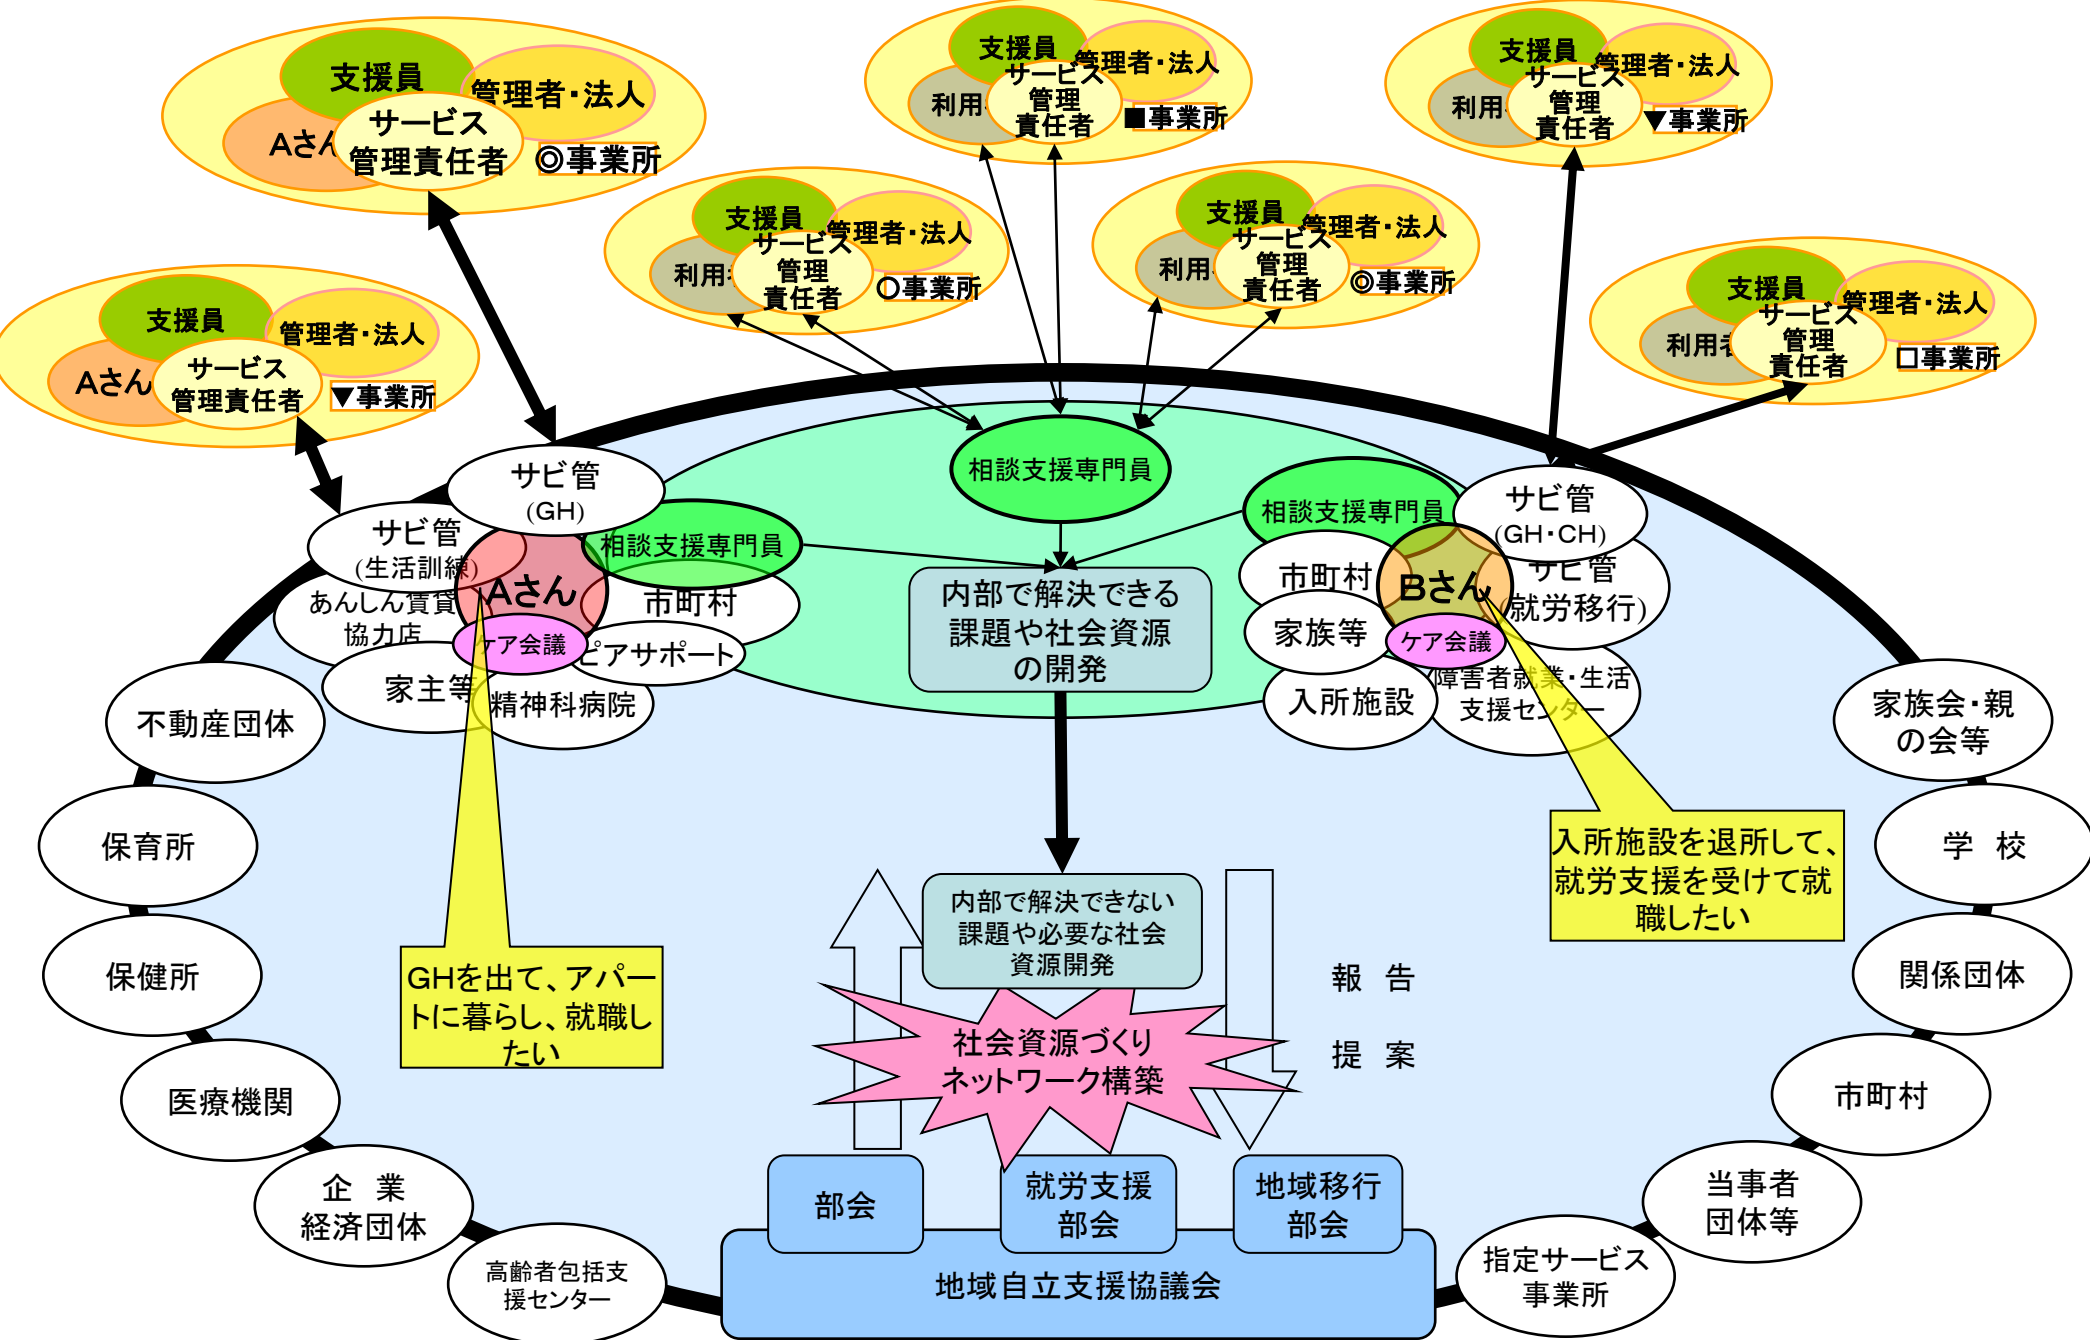 支援員
管理者・法人
Aさん
サービス
管理責任者
◎事業所
支援員
管理者・法人
利用
サービス
管理
責任者
■事業所
支援員
管理者・法人
利用
サービス
管理
責任者
▼事業所
支援員
管理者・法人
利用
サービス
管理
責任者
○事業所
支援員
管理者・法人
利用
サービス
管理
責任者
◎事業所
支援員
管理者・法人
Aさん
サービス
管理責任者
▼事業所
支援員
管理者・法人
利用者
サービス
管理
責任者
□事業所
サビ管
(GH)
サビ管
(生活訓練)
相談支援専門員
Aさん
あんしん賃貸
協力店
市町村
ケア会議
ピアサポート
家主等
精神科病院
相談支援専門員
内部で解決できる
課題や社会資源
の開発
相談支援専門員
サビ管
(GH・CH)
市町村
Bさん
サビ管
(就労移行)
家族等
ケア会議
入所施設
障害者就業・生活
支援センター
不動産団体
保育所
保健所
医療機関
企　業
経済団体
高齢者包括支
援センター
家族会・親
の会等
学　校
関係団体
市町村
当事者
団体等
指定サービス
事業所
GHを出て、アパー
トに暮らし、就職し
たい
入所施設を退所して、
就労支援を受けて就
職したい
内部で解決できない
課題や必要な社会
資源開発
報　告
提　案
社会資源づくり
ネットワーク構築
部会
就労支援
部会
地域移行
部会
地域自立支援協議会